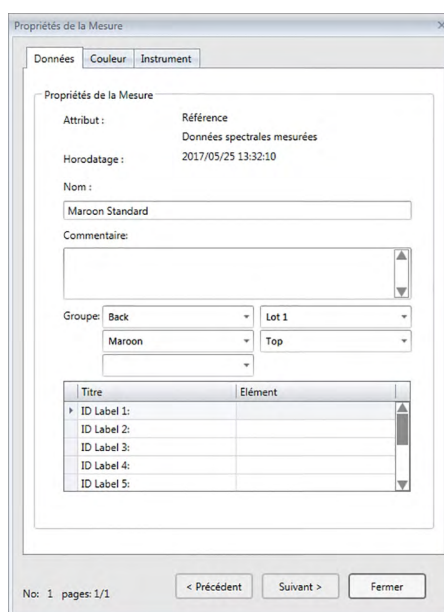 Propriétés de la Mesure
Données Couleur Instrument
Propriétés de la Mesure
Attribut : Référence
Données spectrales mesurées
Horodatage : 2017/05/25 13:32:10
Nom :
Maroon Standard
Commentaire:
Groupe: Back Lot 1
Maroon Top
Titre Elément
ID Label 1:
ID Label 2:
ID Label 3:
ID Label 4:
ID Label 5:
No: 1 pages: 1/1 < Précédent Suivant > Fermer